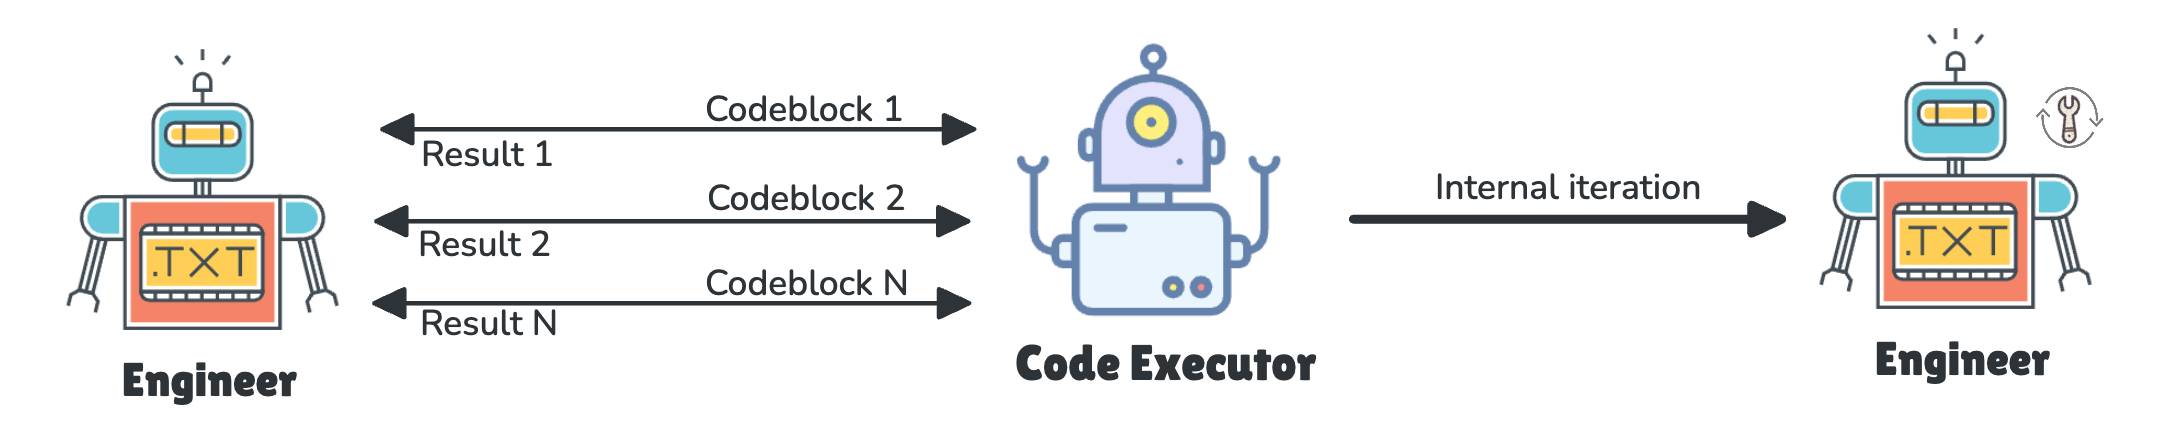 Codeblock 1
Result 1
Codeblock 2
Result 2
Codeblock N
Result N
Internal iteration
.TXT
.TXT
Engineer
Code Executor
Engineer